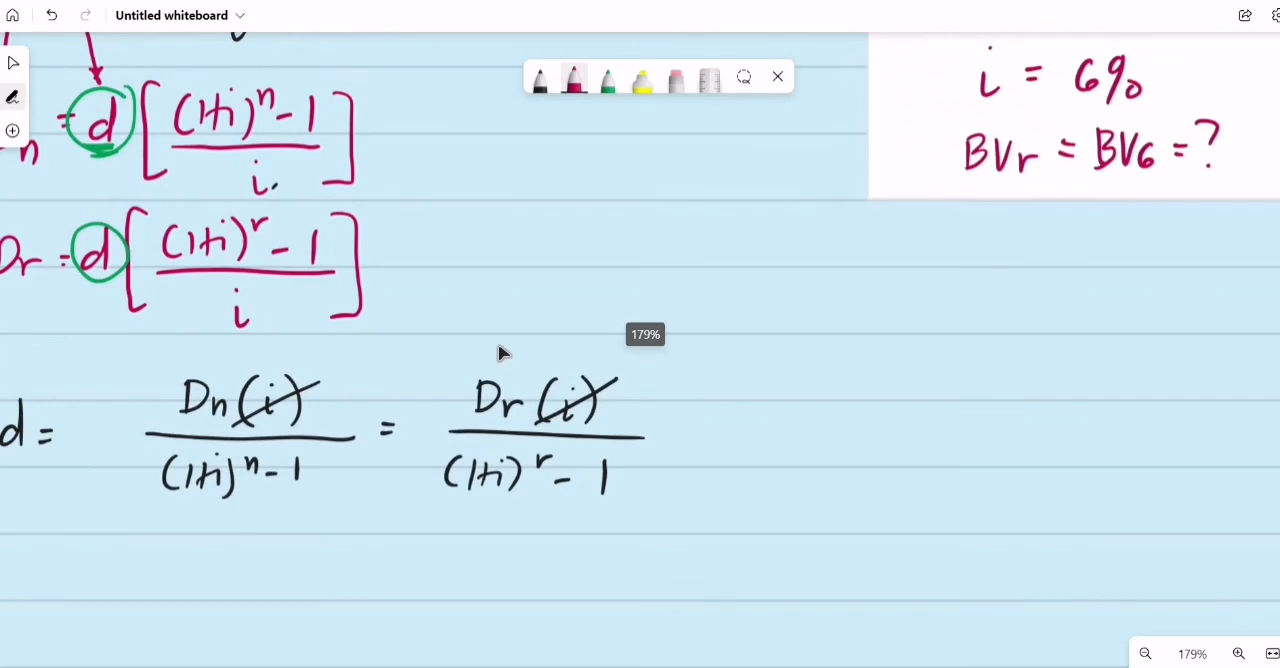 Untitled whiteboard
i = 6%
BVr = BV6 = ?
n = d [ (1+i)^n - 1 / i ]
Dr = d [ (1+i)^r - 1 / i ]
179%
d = Dn(i) / (1+i)^n - 1 = Dr(i) / (1+i)^r - 1
179%